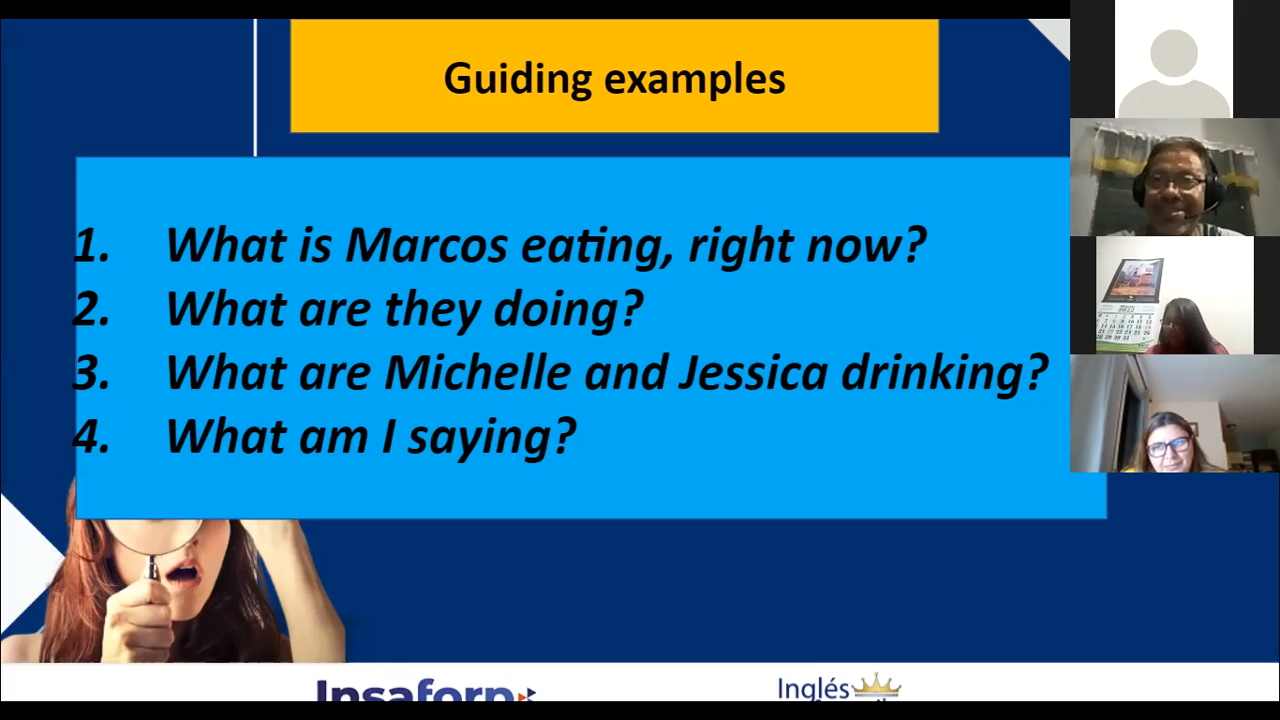 Guiding examples
1. What is Marcos eating, right now?
2. What are they doing?
3. What are Michelle and Jessica drinking?
4. What am I saying?
Insaforp
Inglés